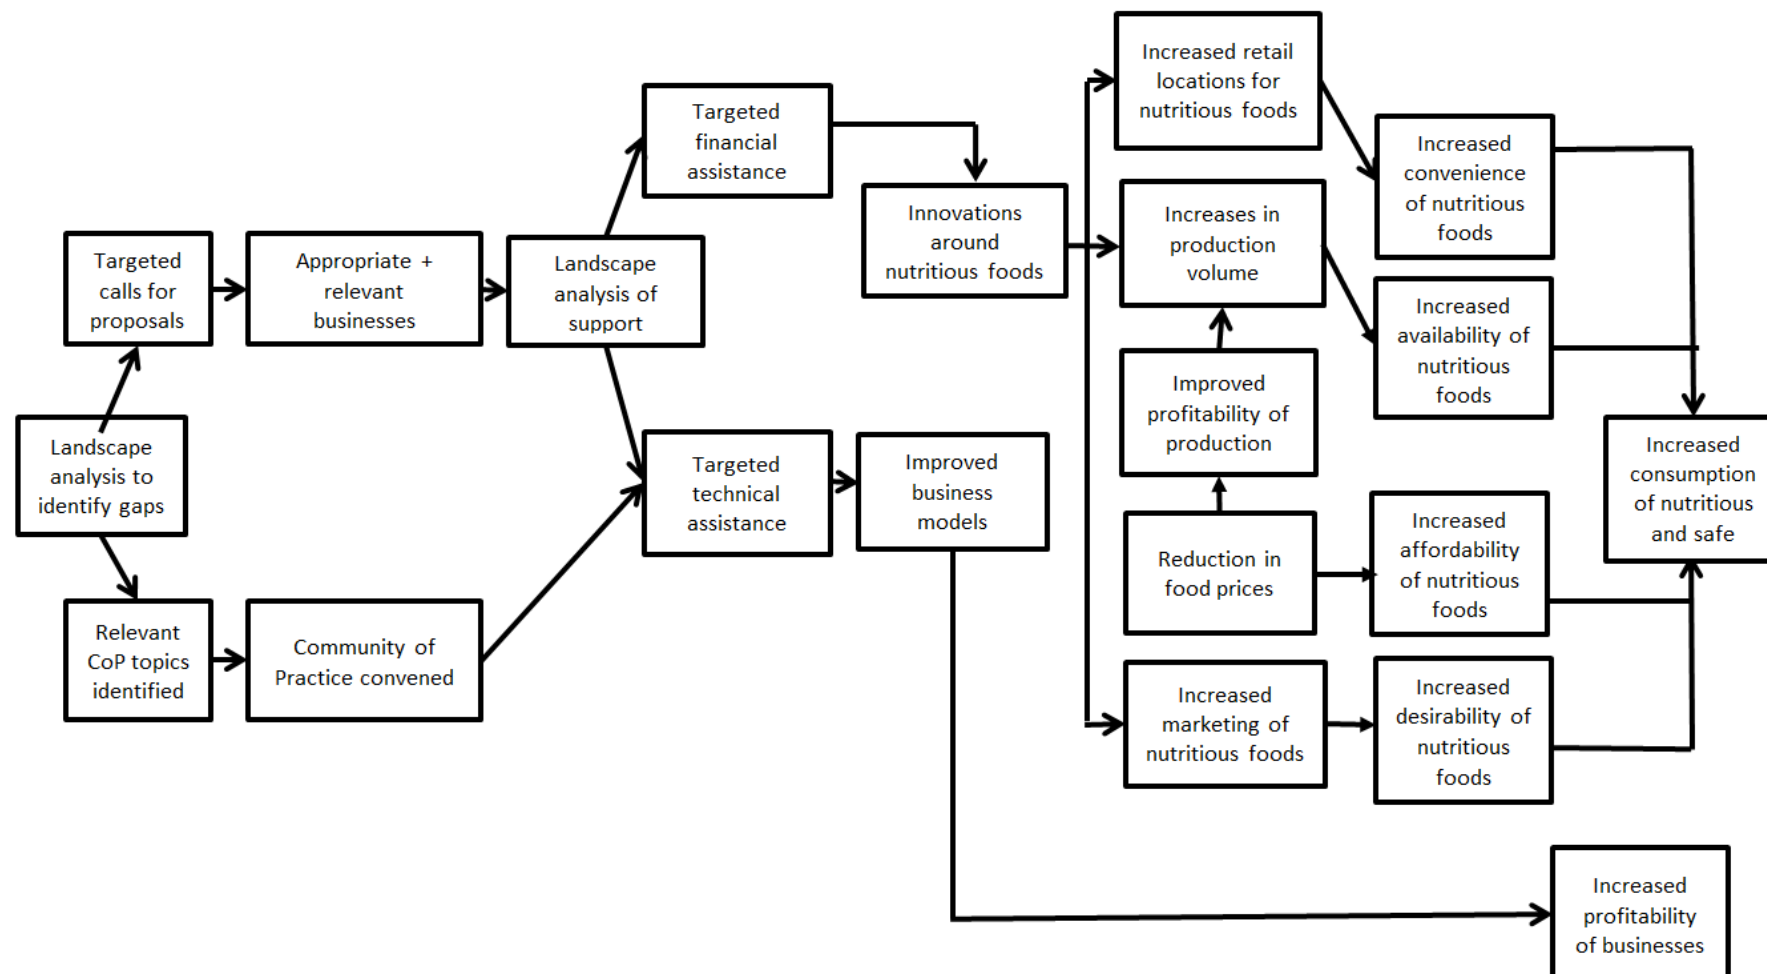 Landscape
analysis to
identify gaps
Targeted
calls for
proposals
Relevant
CoP topics
identified
Appropriate +
relevant
businesses
Community of
Practice convened
Landscape
analysis of
support
Targeted
financial
assistance
Targeted
technical
assistance
Innovations
around
nutritious foods
Improved
business
models
Increased retail
locations for
nutritious foods
Increases in
production
volume
Improved
profitability of
production
Reduction in
food prices
Increased
marketing of
nutritious foods
Increased
convenience
of nutritious
foods
Increased
availability of
nutritious
foods
Increased
affordability
of nutritious
foods
Increased
desirability of
nutritious
foods
Increased
consumption
of nutritious
and safe
Increased
profitability
of businesses